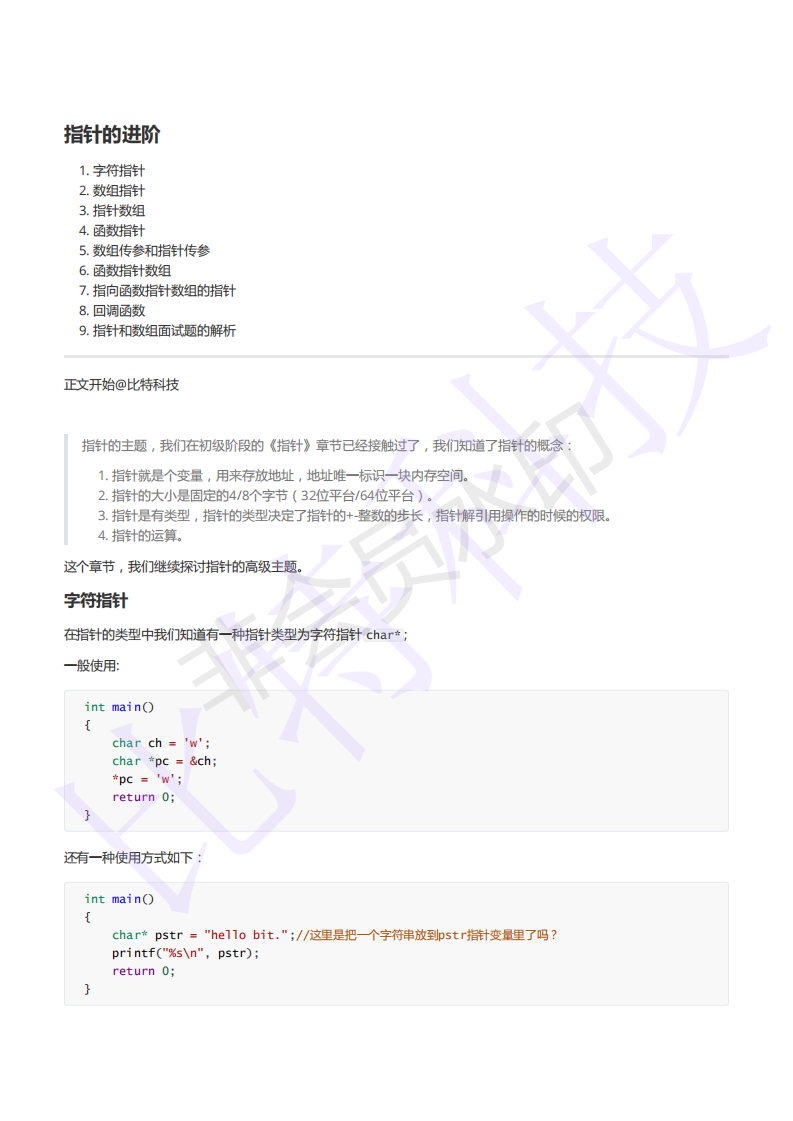 指针的进阶
1. 字符指针
2. 数组指针
3. 指针数组
4. 函数指针
5. 数组传参和指针传参
6. 函数指针数组
7. 指向函数指针数组的指针
8. 回调函数
9. 指针和数组面试题的解析
正文开始@比特科技
指针的主题，我们在初级阶段的《指针》章节已经接触过了，我们知道了指针的概念：
1. 指针就是个变量，用来存放地址，地址唯一标识一块内存空间。
2. 指针的大小是固定的4/8个字节（32位平台/64位平台）。
3. 指针是有类型，指针的类型决定了指针的+-整数的步长，指针解引用操作的时候的权限。
4. 指针的运算。
这个章节，我们继续探讨指针的高级主题。
字符指针
在指针的类型中我们知道有一种指针类型为字符指针 char* ;
一般使用:
int main()
{
    char ch = 'w';
    char *pc = &ch;
    *pc = 'w';
    return 0;
}
还有一种使用方式如下：
int main()
{
    char* pstr = "hello bit.";//这里是把一个字符串放到pstr指针变量里了吗？
    printf("%s\n", pstr);
    return 0;
}
比特科技
非会员水印